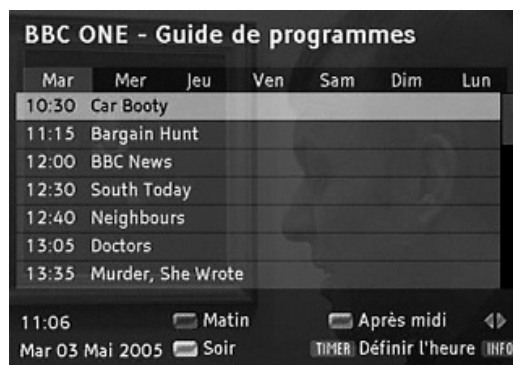 BBC ONE - Guide de programmes
Mar Mer Jeu Ven Sam Dim Lun
10:30 Car Booty
11:15 Bargain Hunt
12:00 BBC News
12:30 South Today
12:40 Neighbours
13:05 Doctors
13:35 Murder, She Wrote
11:06 Matin Après midi
Mar 03 Mai 2005 Soir TIMER Définir l'heure INFO